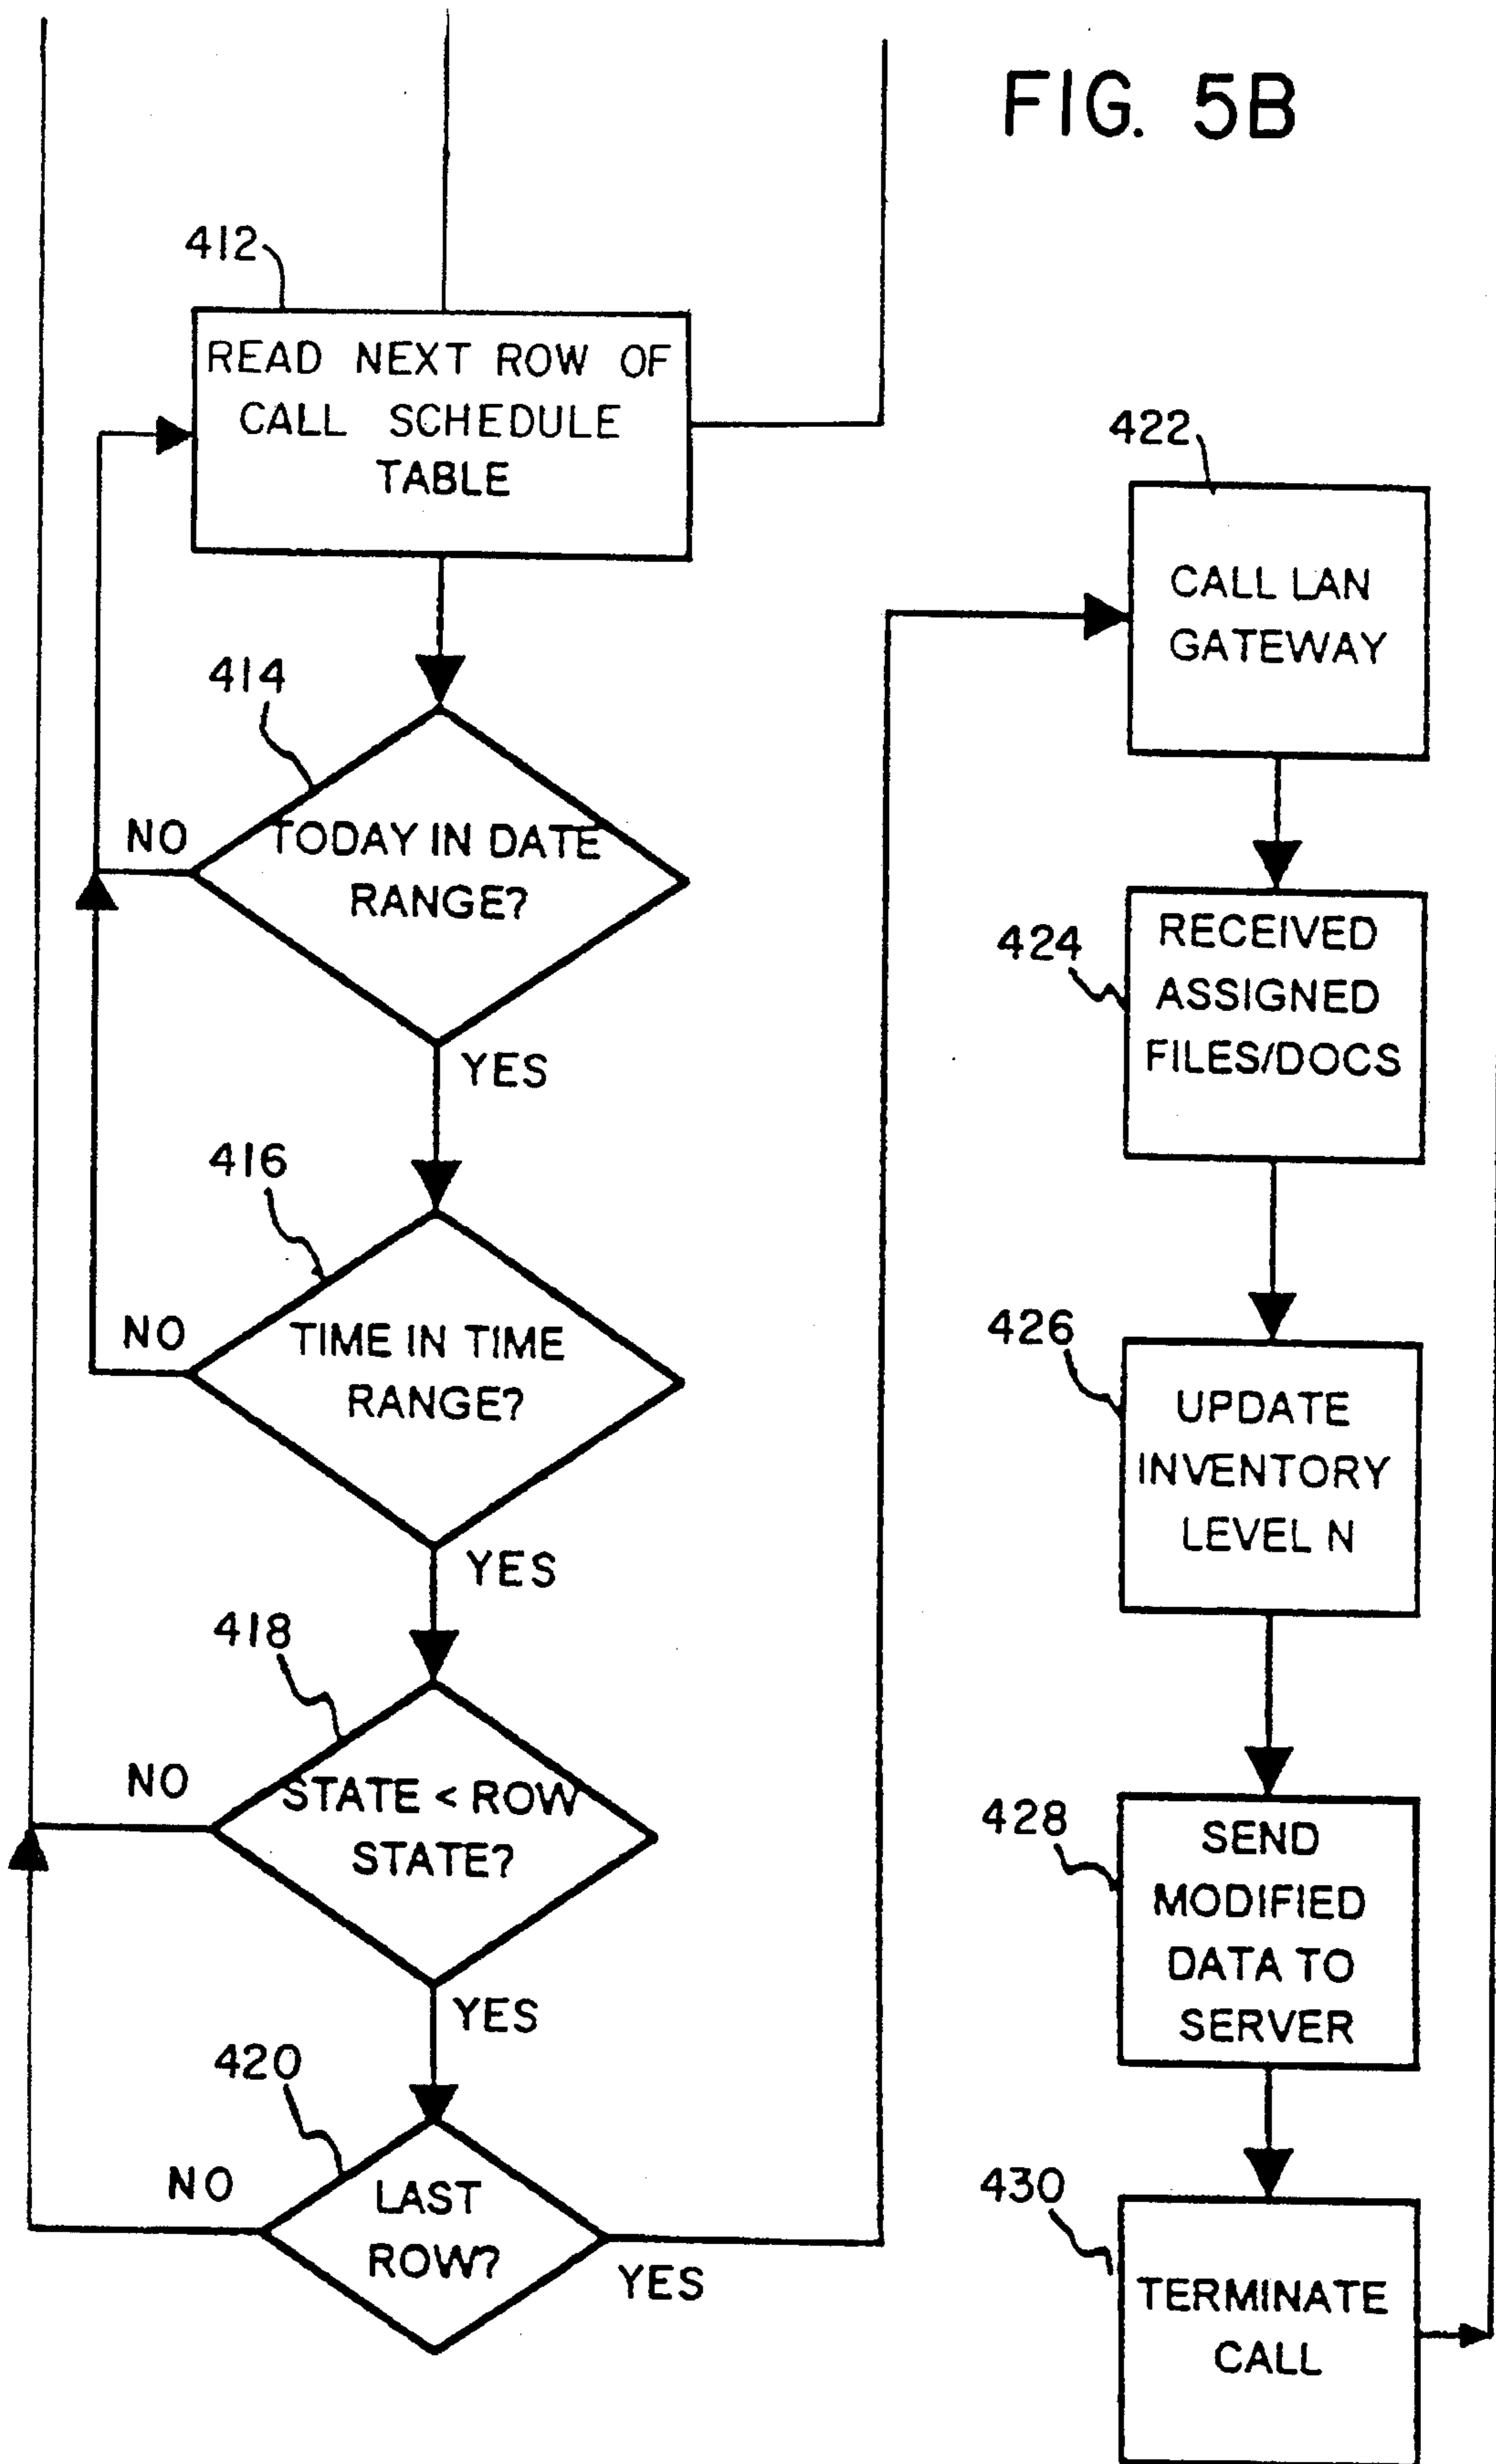 FIG. 5B
412
READ NEXT ROW OF
CALL SCHEDULE
TABLE
414
NO
TODAY IN DATE
RANGE?
YES
416
NO
TIME IN TIME
RANGE?
YES
418
NO
STATE < ROW
STATE?
YES
420
NO
LAST
ROW?
YES
422
CALL LAN
GATEWAY
424
RECEIVED
ASSIGNED
FILES/DOCS
426
UPDATE
INVENTORY
LEVEL N
428
SEND
MODIFIED
DATA TO
SERVER
430
TERMINATE
CALL